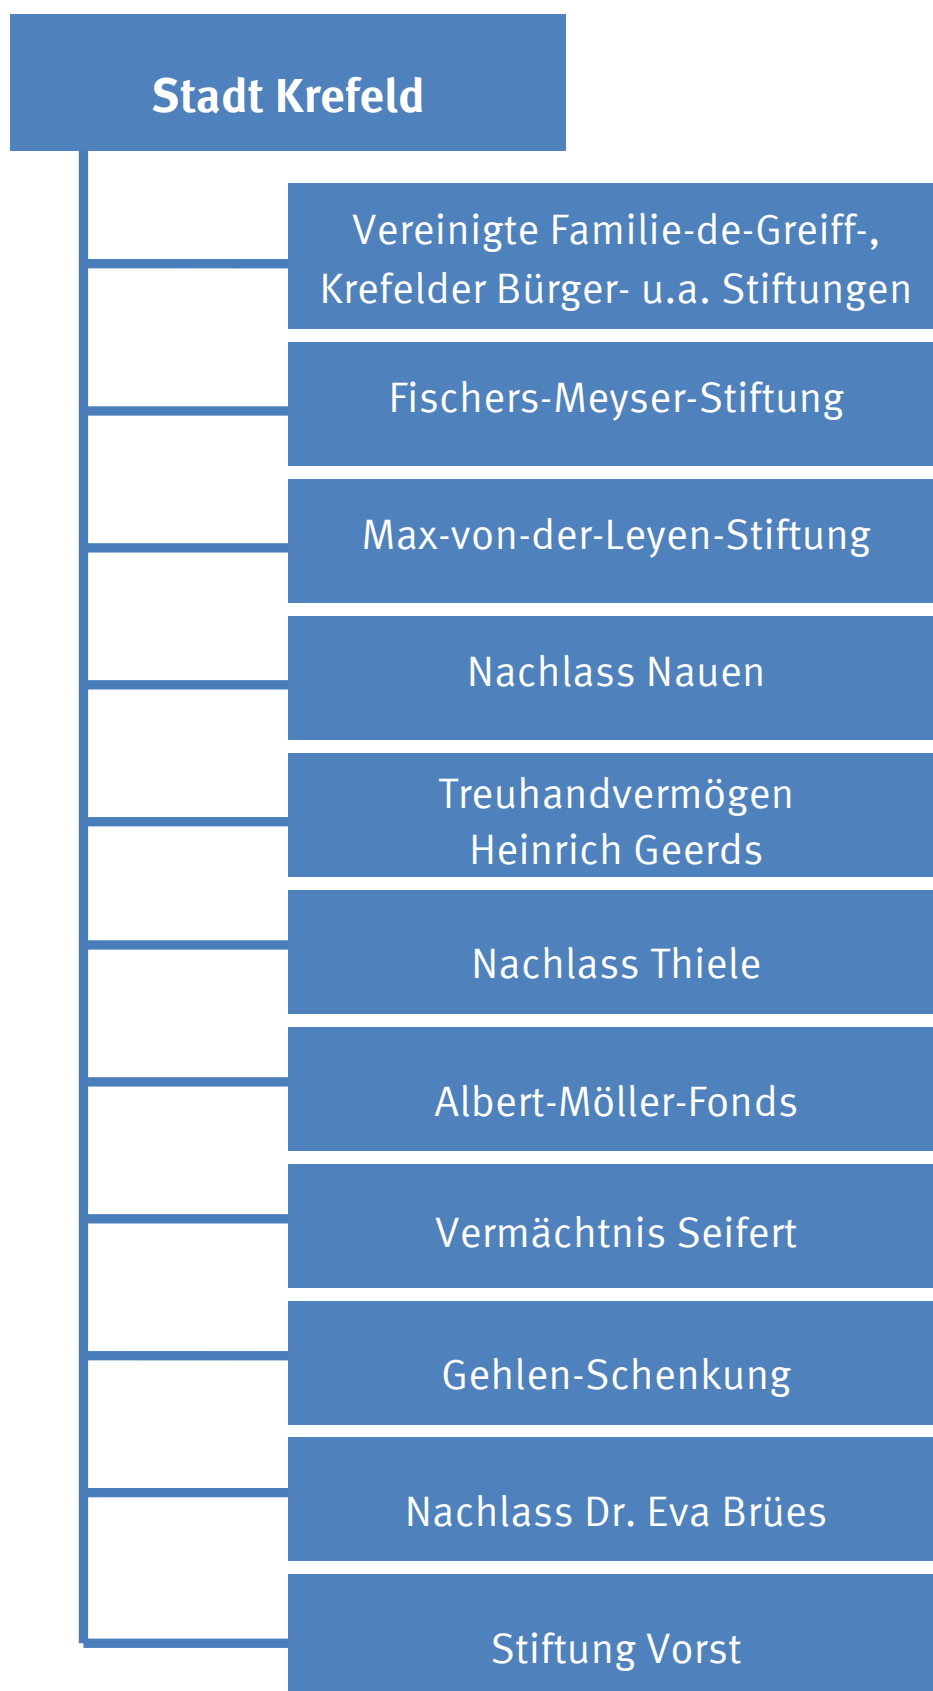 Stadt Krefeld
Vereinigte Familie-de-Greiff-,
Krefelder Bürger- u.a. Stiftungen
Fischers-Meyser-Stiftung
Max-von-der-Leyen-Stiftung
Nachlass Nauen
Treuhandvermögen
Heinrich Geerds
Nachlass Thiele
Albert-Möller-Fonds
Vermächtnis Seifert
Gehlen-Schenkung
Nachlass Dr. Eva Brües
Stiftung Vorst